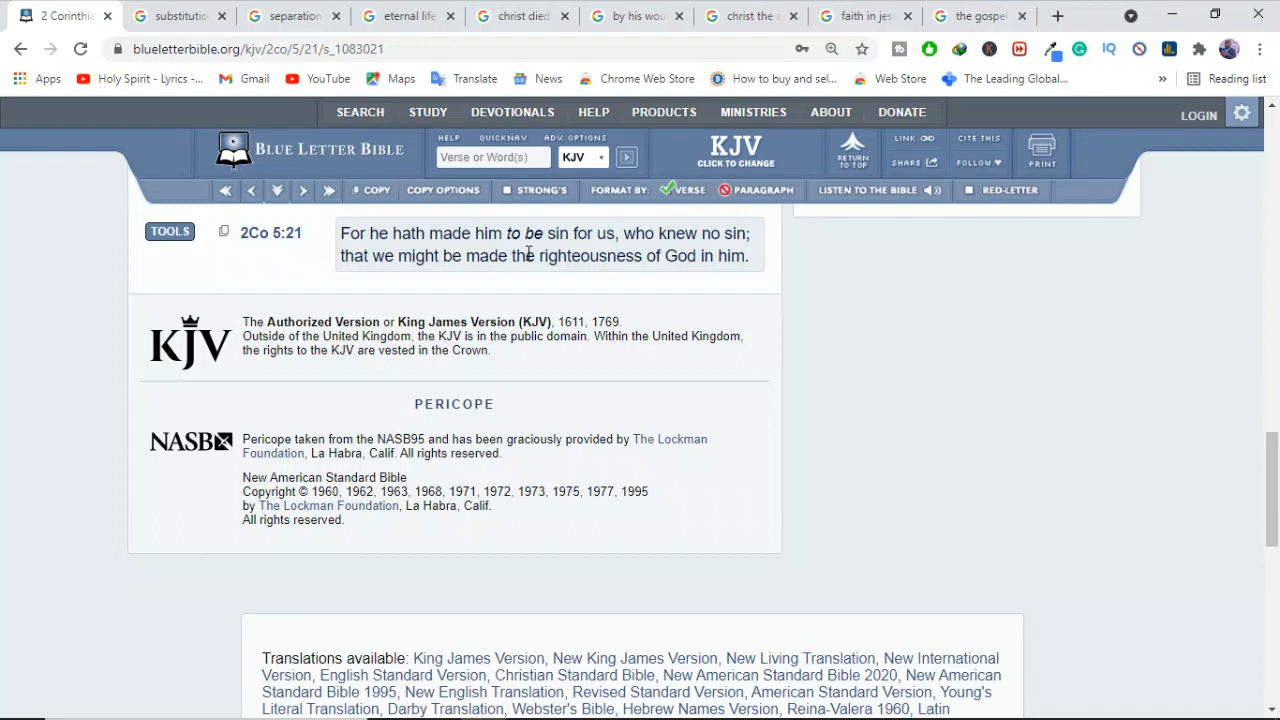 2 Corinthia
substitutio
separation
eternal life
christ died
by his wou
christ the a
faith in jes
the gospel
blueletterbible.org/kjv/2co/5/21/s_1083021
Apps
Holy Spirit - Lyrics -...
Gmail
YouTube
Maps
Translate
News
Chrome Web Store
How to buy and sel...
Web Store
The Leading Global...
»
Reading list
SEARCH
STUDY
DEVOTIONALS
HELP
PRODUCTS
MINISTRIES
ABOUT
DONATE
LOGIN
BLUE LETTER BIBLE
HELP
QUICKNAV
ADV. OPTIONS
Verse or Word(s)
KJV
KJV
CLICK TO CHANGE
RETURN
TO TOP
LINK
SHARE
CITE THIS
FOLLOW
PRINT
COPY
COPY OPTIONS
STRONG'S
FORMAT BY:
VERSE
PARAGRAPH
LISTEN TO THE BIBLE
RED-LETTER
TOOLS
2Co 5:21
For he hath made him to be sin for us, who knew no sin;
that we might be made the righteousness of God in him.
KJV
The Authorized Version or King James Version (KJV), 1611, 1769.
Outside of the United Kingdom, the KJV is in the public domain. Within the United Kingdom,
the rights to the KJV are vested in the Crown.
PERICOPE
NASB
Pericope taken from the NASB95 and has been graciously provided by The Lockman
Foundation, La Habra, Calif. All rights reserved.
New American Standard Bible
Copyright © 1960, 1962, 1963, 1968, 1971, 1972, 1973, 1975, 1977, 1995
by The Lockman Foundation, La Habra, Calif.
All rights reserved.
Translations available: King James Version, New King James Version, New Living Translation, New International
Version, English Standard Version, Christian Standard Bible, New American Standard Bible 2020, New American
Standard Bible 1995, New English Translation, Revised Standard Version, American Standard Version, Young's
Literal Translation, Darby Translation, Webster's Bible, Hebrew Names Version, Reina-Valera 1960, Latin